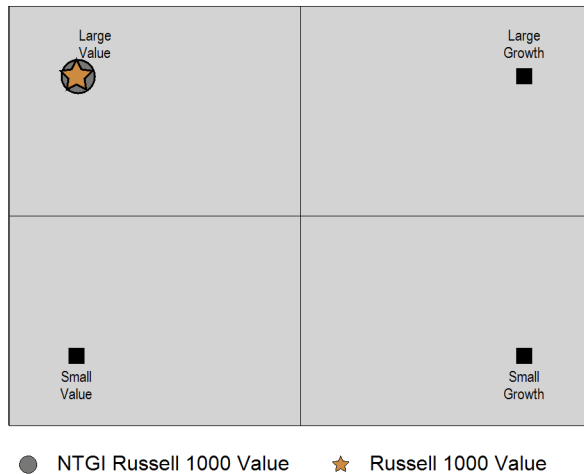 Large
Value
Large
Growth
Small
Value
Small
Growth
NTGI Russell 1000 Value
Russell 1000 Value